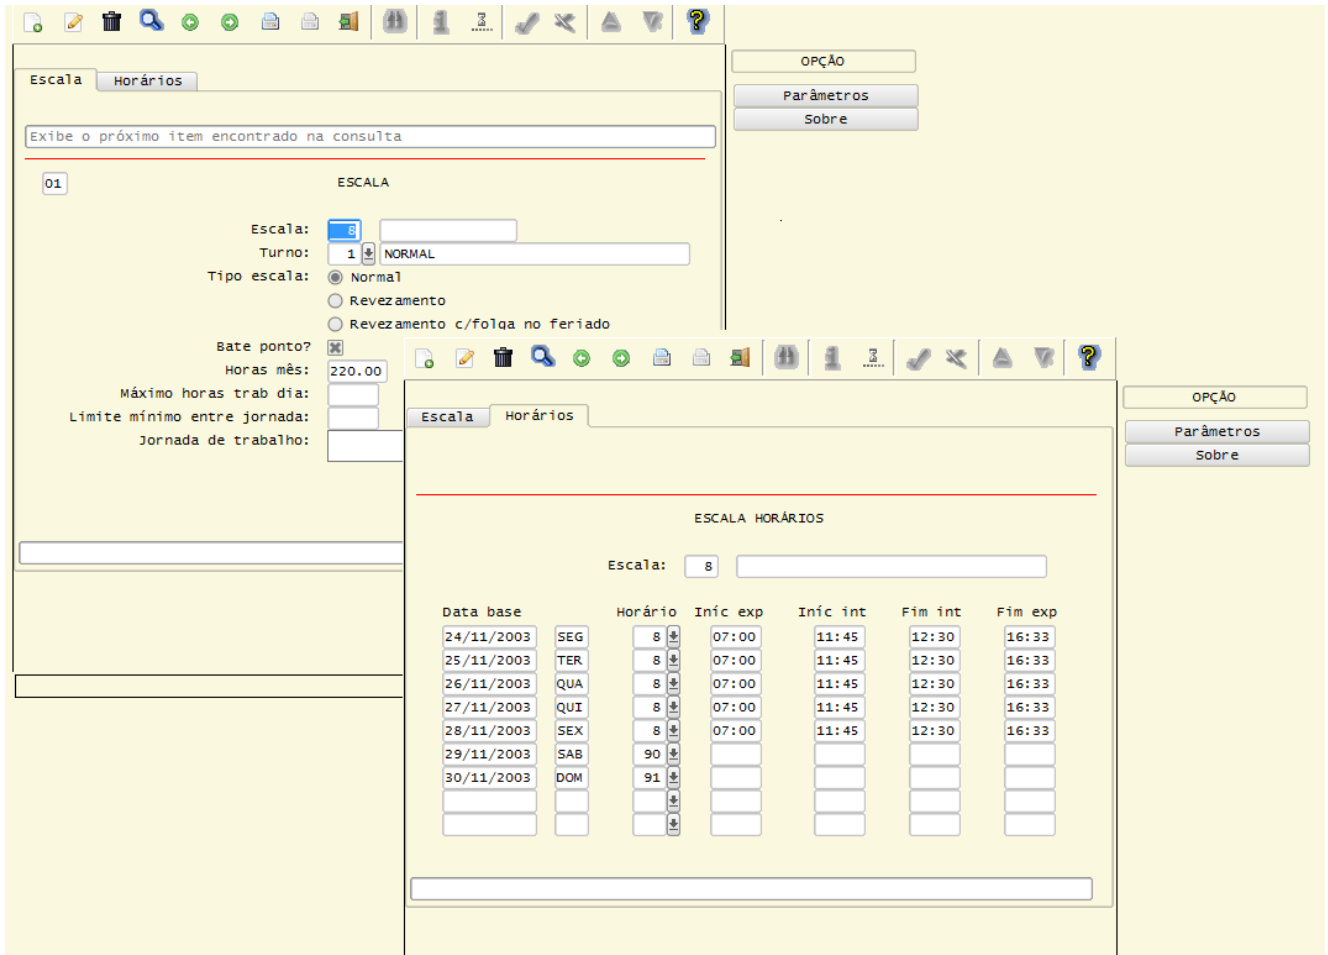 OPÇÃO
Escala Horários
Parâmetros
Sobre
Exibe o próximo item encontrado na consulta
01 ESCALA
Escala: 8
Turno: 1 NORMAL
Tipo escala: Normal
Revezamento
Revezamento c/folga no feriado
Bate ponto?
Horas mês: 220.00
Máximo horas trab dia:
Limite mínimo entre jornada:
Jornada de trabalho:
OPÇÃO
Escala Horários
Parâmetros
Sobre
ESCALA HORÁRIOS
Escala: 8
Data base Horário Iníc exp Iníc int Fim int Fim exp
24/11/2003 SEG 8 07:00 11:45 12:30 16:33
25/11/2003 TER 8 07:00 11:45 12:30 16:33
26/11/2003 QUA 8 07:00 11:45 12:30 16:33
27/11/2003 QUI 8 07:00 11:45 12:30 16:33
28/11/2003 SEX 8 07:00 11:45 12:30 16:33
29/11/2003 SAB 90
30/11/2003 DOM 91